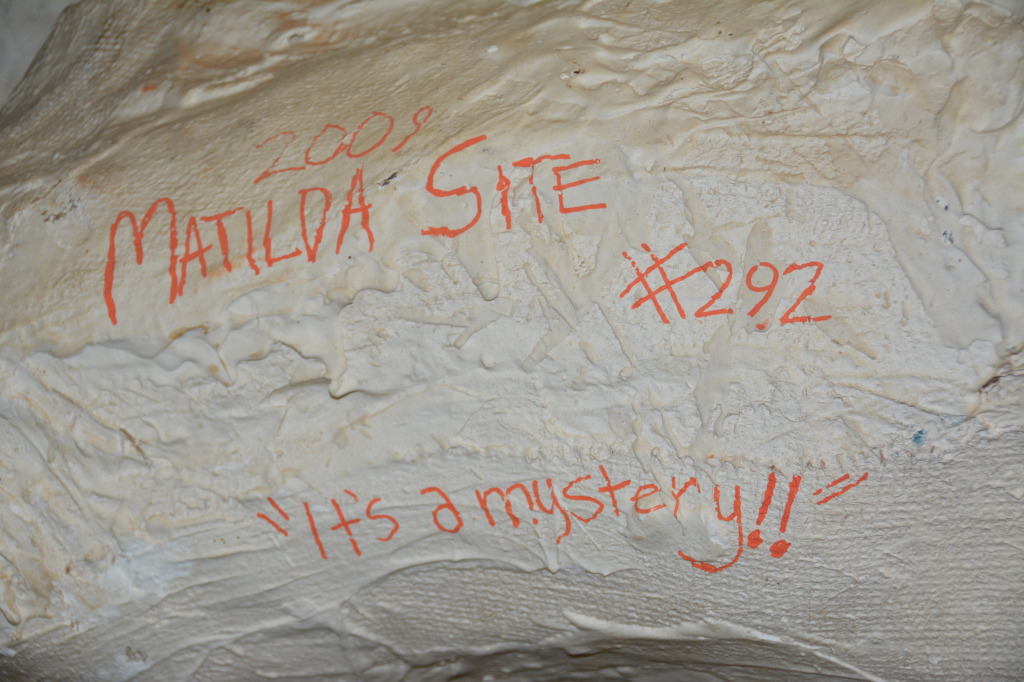 2009
MATILDA SITE
#292
"It's a mystery!!"